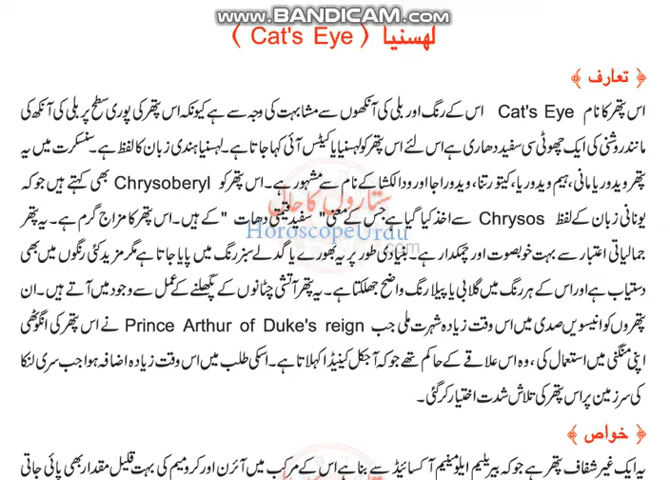 www.BANDICAM.com
لہسنیا ( Cat's Eye )
﴿ تعارف ﴾
اس پتھر کا نام Cat's Eye اس کے رنگ اور بلی کی آنکھوں سے مشابہت کی وجہ سے ہے کیونکہ اس پتھر کی پوری سطح پر بلی کی آنکھ کی
مانند روشنی کی ایک چھوٹی سی سفید دھاری ہے اس لئے اس پتھر کو لہسنیا یا کیٹس آئی کہا جاتا ہے۔ لہسنیا ہندی زبان کا لفظ ہے۔ سنسکرت میں یہ
پتھر ویدوریا مانی، ہیم ویدوریا، کیتو رتنا، ویدوراجا اور ودالکشا کے نام سے مشہور ہے۔ اس پتھر کو Chrysoberyl بھی کہتے ہیں جو کہ
یونانی زبان کے لفظ Chrysos سے اخذ کیا گیا ہے جس کے معنی " سفید قیمتی دھات " کے ہیں۔ اس پتھر کا مزاج گرم ہے۔ یہ پتھر
جمالیاتی اعتبار سے بہت خوبصوت اور چمکدار ہے۔ بنیادی طور پر یہ بھورے یا گدلے سبز رنگ میں پایا جاتا ہے مگر مزید کئی رنگوں میں بھی
دستیاب ہے اور اس کے ہر رنگ میں گلابی یا پیلا رنگ واضح جھلکتا ہے۔ یہ پتھر آتشی چٹانوں کے پگھلنے کے عمل سے وجود میں آتے ہیں۔ ان
پتھروں کو انیسویں صدی میں اس وقت زیادہ شہرت ملی جب Prince Arthur of Duke's reign نے اس پتھر کی انگوٹھی
اپنی منگنی میں استعمال کی، وہ اس علاقے کے حاکم تھے جو کہ آجکل کینیڈا کہلاتا ہے۔ اسکی طلب میں اس وقت زیادہ اضافہ ہوا جب سری لنکا
کی سرزمین پر اس پتھر کی تلاش شدت اختیار کر گئی۔
﴿ خواص ﴾
یہ ایک غیر شفاف پتھر ہے جو کہ بیریلیم ایلومینیم آکسائیڈ سے بنا ہے اس کے مرکب میں آئرن اور کرومیم کی بہت قلیل مقدار بھی پائی جاتی
ستاروں کا حال
HoroscopeUrdu
.com